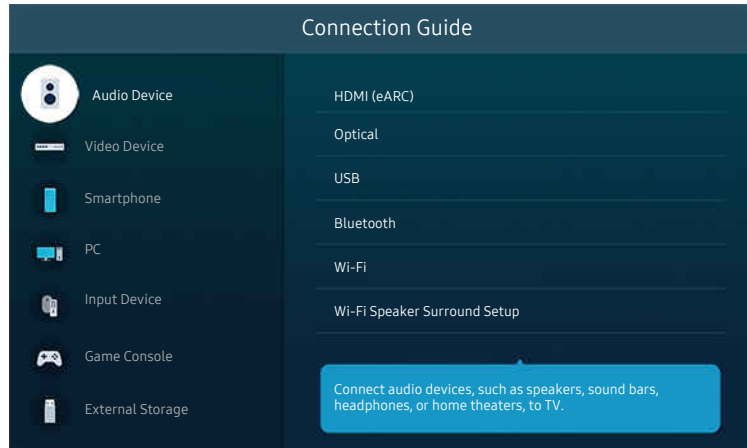 Connection Guide
Audio Device
Video Device
Smartphone
PC
Input Device
Game Console
External Storage
HDMI (eARC)
Optical
USB
Bluetooth
Wi-Fi
Wi-Fi Speaker Surround Setup
Connect audio devices, such as speakers, sound bars,
headphones, or home theaters, to TV.